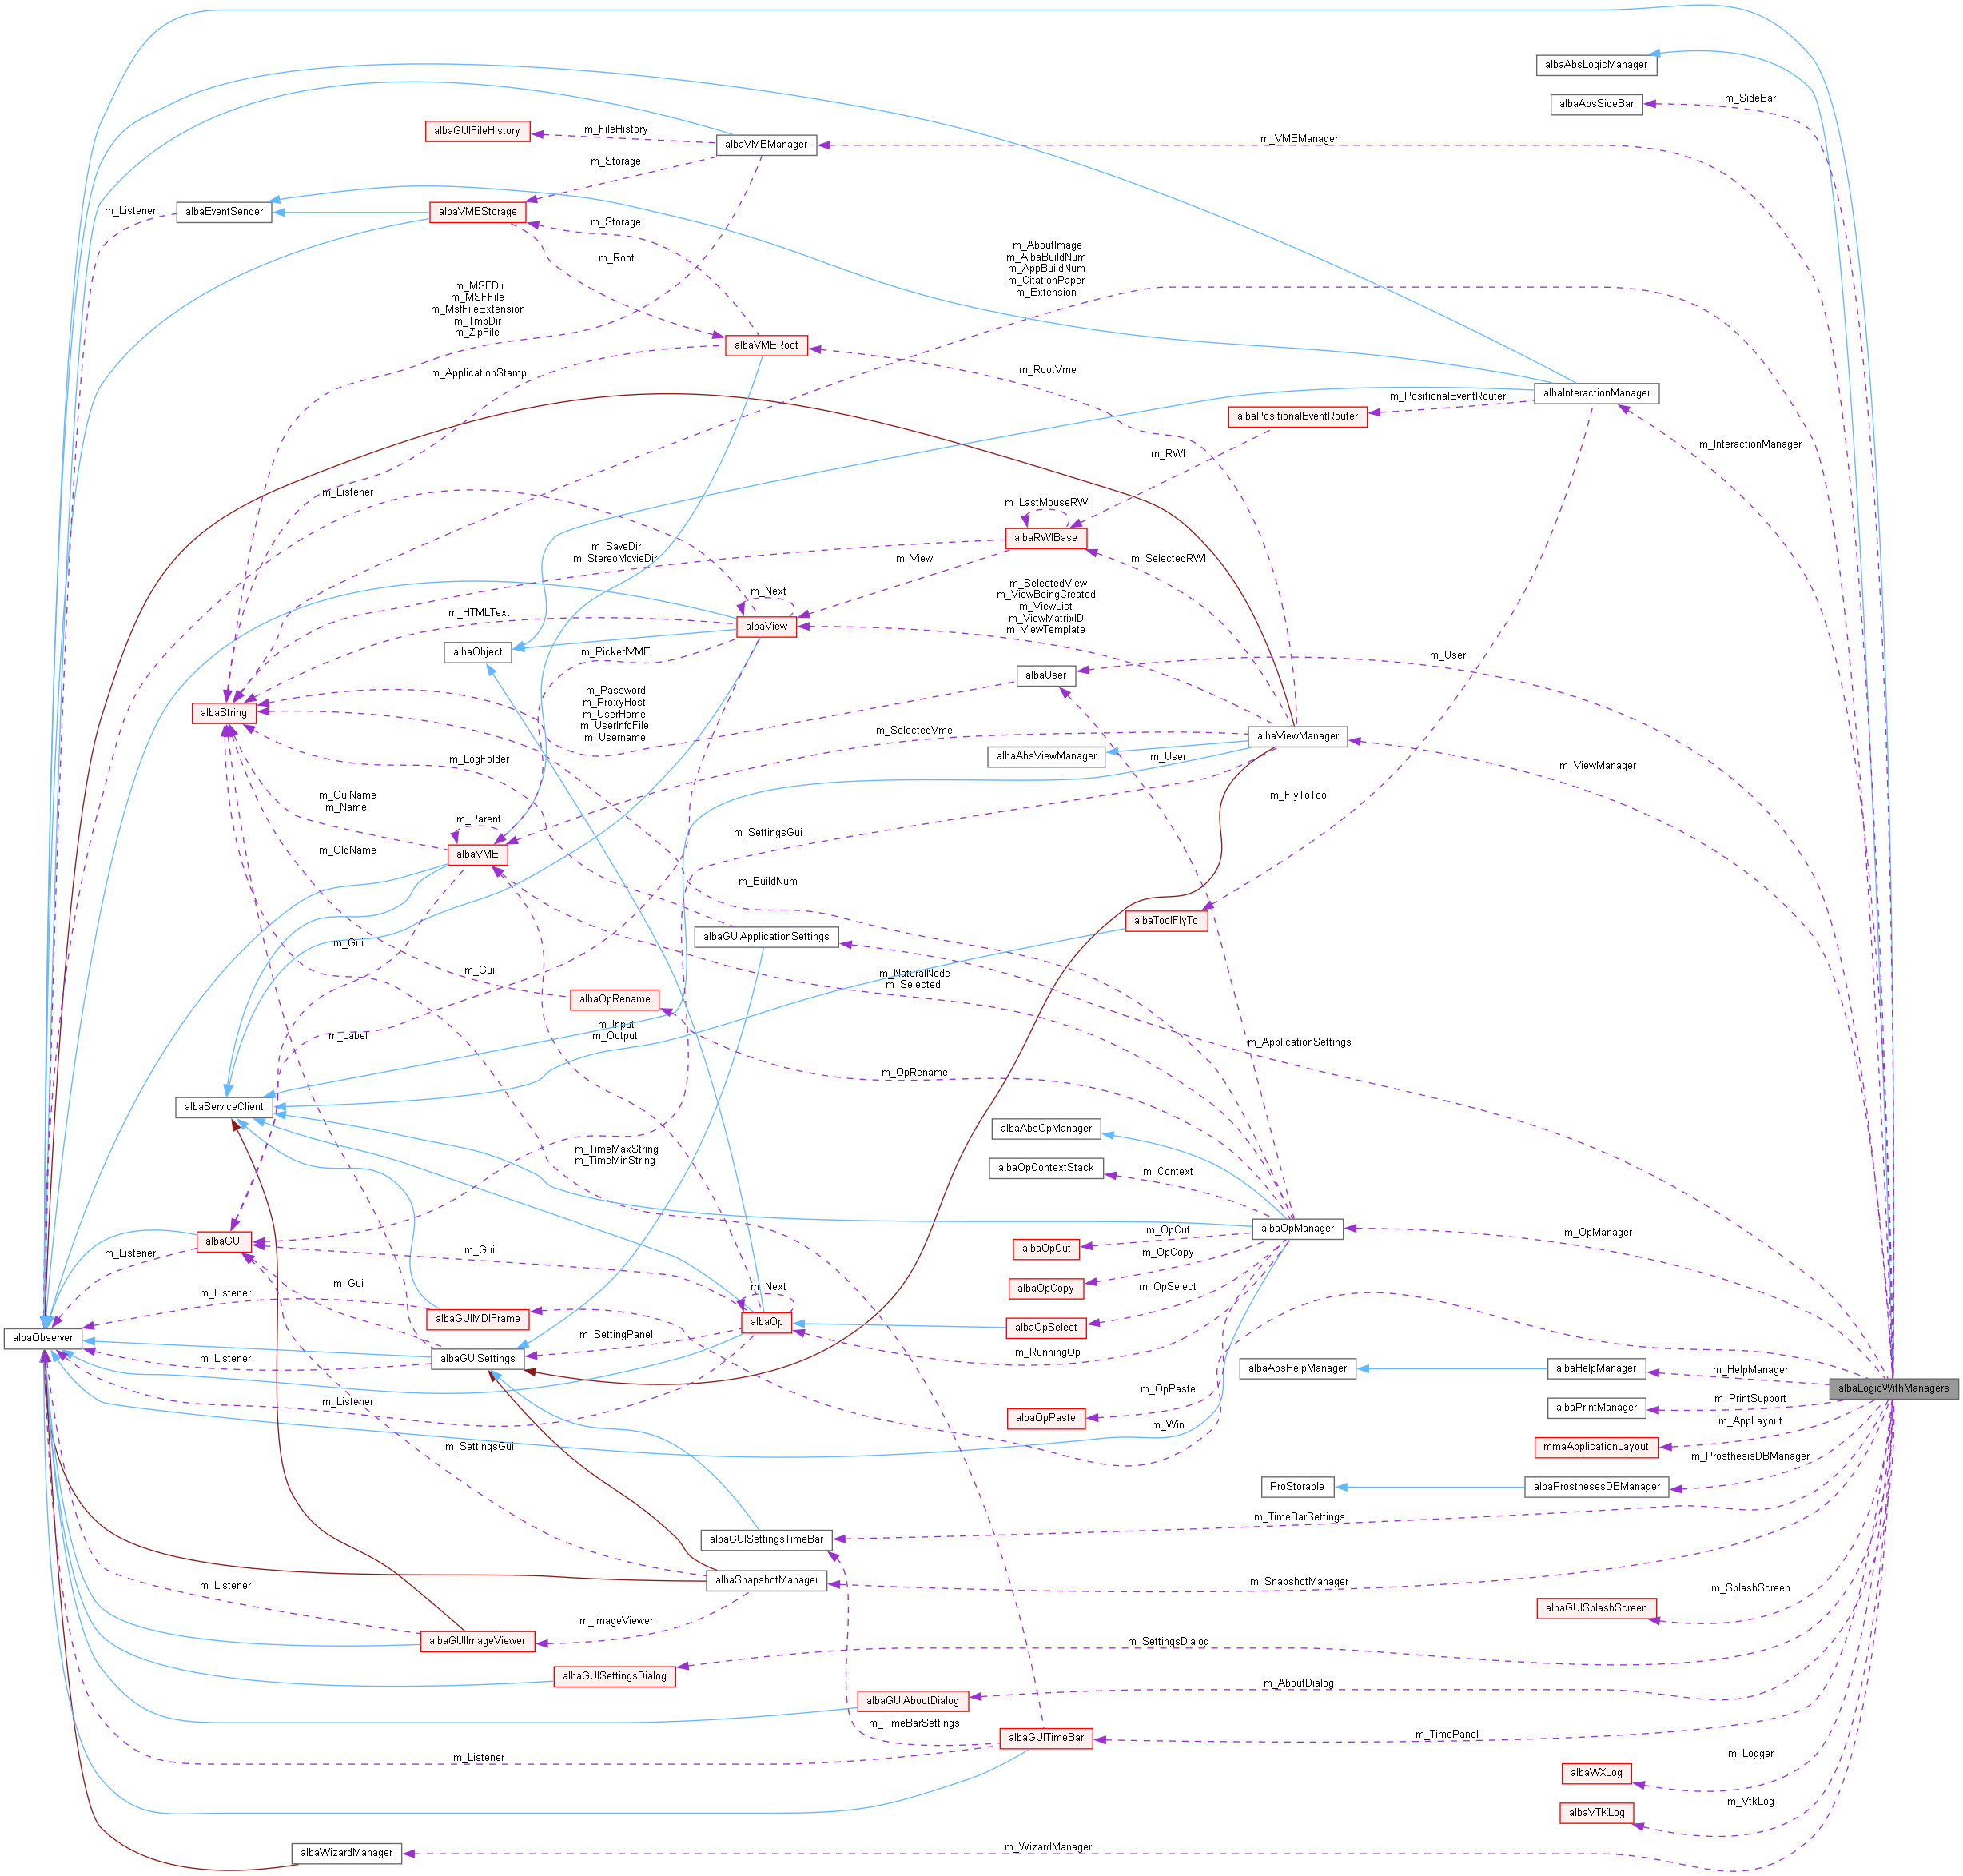 albaAbsLogicManager
m_SideBar
albaAbsSideBar
m_FileHistory
albaGUIFileHistory
albaVMEManager
m_VMEManager
m_Storage
m_Listener
albaEventSender
albaVMEStorage
m_Storage
m_Root
m_AboutImage
m_AlbaBuildNum
m_AppBuildNum
m_CitationPaper
m_Extension
m_MSFDir
m_MSFFile
m_MsfFileExtension
m_TmpDir
m_ZipFile
albaVMERoot
m_ApplicationStamp
m_RootVme
albaInteractionManager
m_PositionalEventRouter
albaPositionalEventRouter
m_InteractionManager
m_RWI
m_Listener
m_LastMouseRWI
albaRWIBase
m_SaveDir
m_StereoMovieDir
m_View
m_SelectedRWI
m_Next
m_SelectedView
m_ViewBeingCreated
m_ViewList
m_ViewMatrixID
m_ViewTemplate
m_HTMLText
albaView
albaObject
m_PickedVME
m_User
albaUser
m_Password
m_ProxyHost
m_UserHome
m_UserInfoFile
m_Username
albaString
m_SelectedVme
albaViewManager
albaAbsViewManager
m_User
m_LogFolder
m_ViewManager
m_GuiName
m_Name
m_FlyToTool
m_Parent
m_SettingsGui
m_OldName
albaVME
m_BuildNum
albaToolFlyTo
albaGUIApplicationSettings
m_Gui
m_Gui
m_NaturalNode
m_Selected
albaOpRename
m_Input
m_Output
m_Label
m_ApplicationSettings
m_OpRename
albaServiceClient
albaAbsOpManager
m_TimeMaxString
m_TimeMinString
albaOpContextStack
m_Context
albaOpManager
m_OpManager
albaGUI
m_Listener
m_Gui
m_OpCut
albaOpCut
m_OpCopy
albaOpCopy
m_Gui
m_Next
m_OpSelect
m_Listener
albaGUIMDIFrame
albaOp
albaOpSelect
albaObserver
m_SettingPanel
m_RunningOp
m_Listener
albaGUISettings
albaAbsHelpManager
albaHelpManager
m_HelpManager
albaLogicWithManagers
m_OpPaste
m_Listener
m_PrintSupport
albaPrintManager
albaOpPaste
m_Win
m_AppLayout
m_SettingsGui
mmaApplicationLayout
m_ProsthesisDBManager
ProStorable
albaProsthesesDBManager
m_TimeBarSettings
albaGUISettingsTimeBar
albaSnapshotManager
m_SnapshotManager
m_Listener
m_SplashScreen
albaGUISplashScreen
m_ImageViewer
albaGUIImageViewer
m_SettingsDialog
albaGUISettingsDialog
m_AboutDialog
albaGUIAboutDialog
m_TimeBarSettings
albaGUITimeBar
m_TimePanel
m_Listener
m_Logger
albaWXLog
m_VtkLog
albaVTKLog
m_WizardManager
albaWizardManager